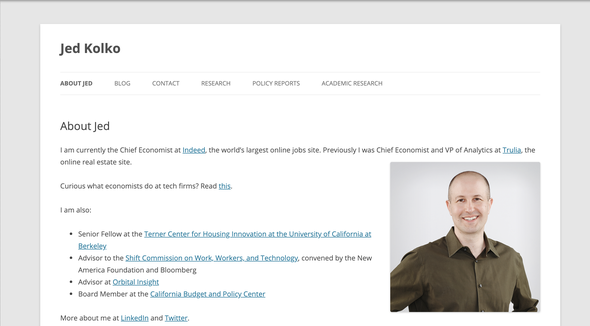 Jed Kolko
ABOUT JED BLOG CONTACT RESEARCH POLICY REPORTS ACADEMIC RESEARCH
About Jed
I am currently the Chief Economist at Indeed, the world's largest online jobs site. Previously I was Chief Economist and VP of Analytics at Trulia, the
online real estate site.
Curious what economists do at tech firms? Read this.
I am also:
• Senior Fellow at the Terner Center for Housing Innovation at the University of California at
Berkeley
• Advisor to the Shift Commission on Work, Workers, and Technology, convened by the New
America Foundation and Bloomberg
• Advisor at Orbital Insight
• Board Member at the California Budget and Policy Center
More about me at LinkedIn and Twitter.